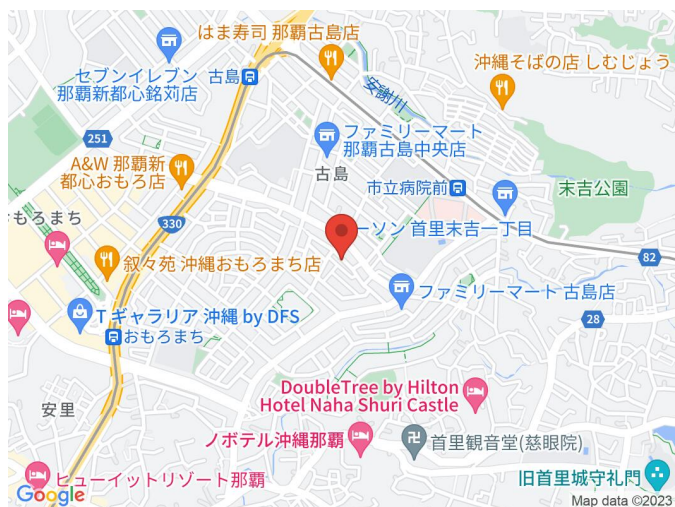 はま寿司 那覇古島店
セブンイレブン
那覇新都心銘苅店
古島
沖縄そばの店 しむじょう
安謝川
251
ファミリーマート
那覇古島中央店
A&W 那覇新
都心おもろ店
古島
市立病院前
末吉公園
おもろまち
330
ーソン 首里末吉一丁目
82
叙々苑 沖縄おもろまち店
ファミリーマート 古島店
T ギャラリア 沖縄 by DFS
28
おもろまち
DoubleTree by Hilton
Hotel Naha Shuri Castle
安里
ノボテル沖縄那覇
首里観音堂(慈眼院)
ヒューイットリゾート那覇
旧首里城守礼門
Google
Map data ©2023